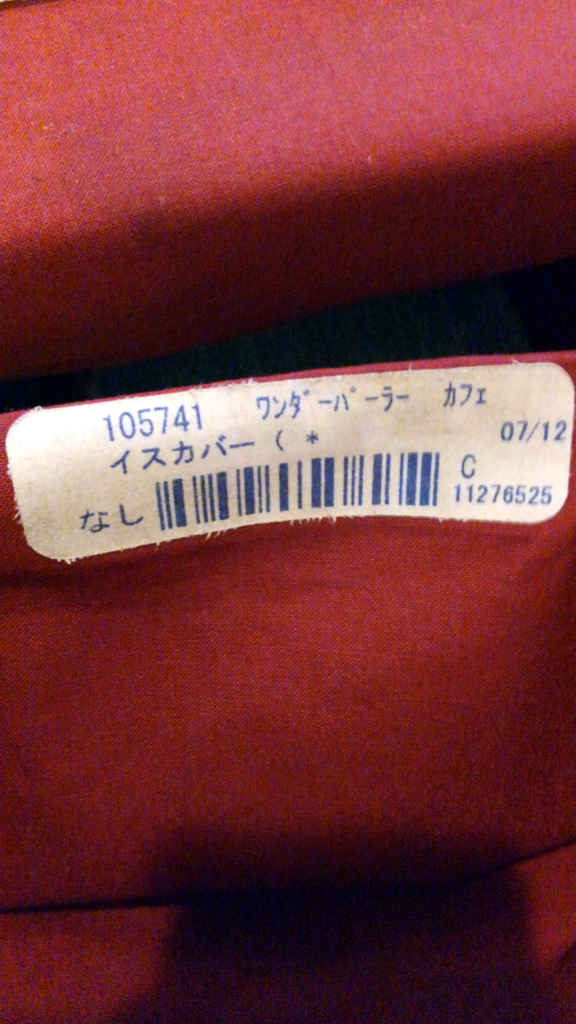 105741 ﾜﾝﾀﾞｰﾊﾟｰﾗｰ ｶﾌｪ
イスカバー ( * 07/12
なし C
11276525